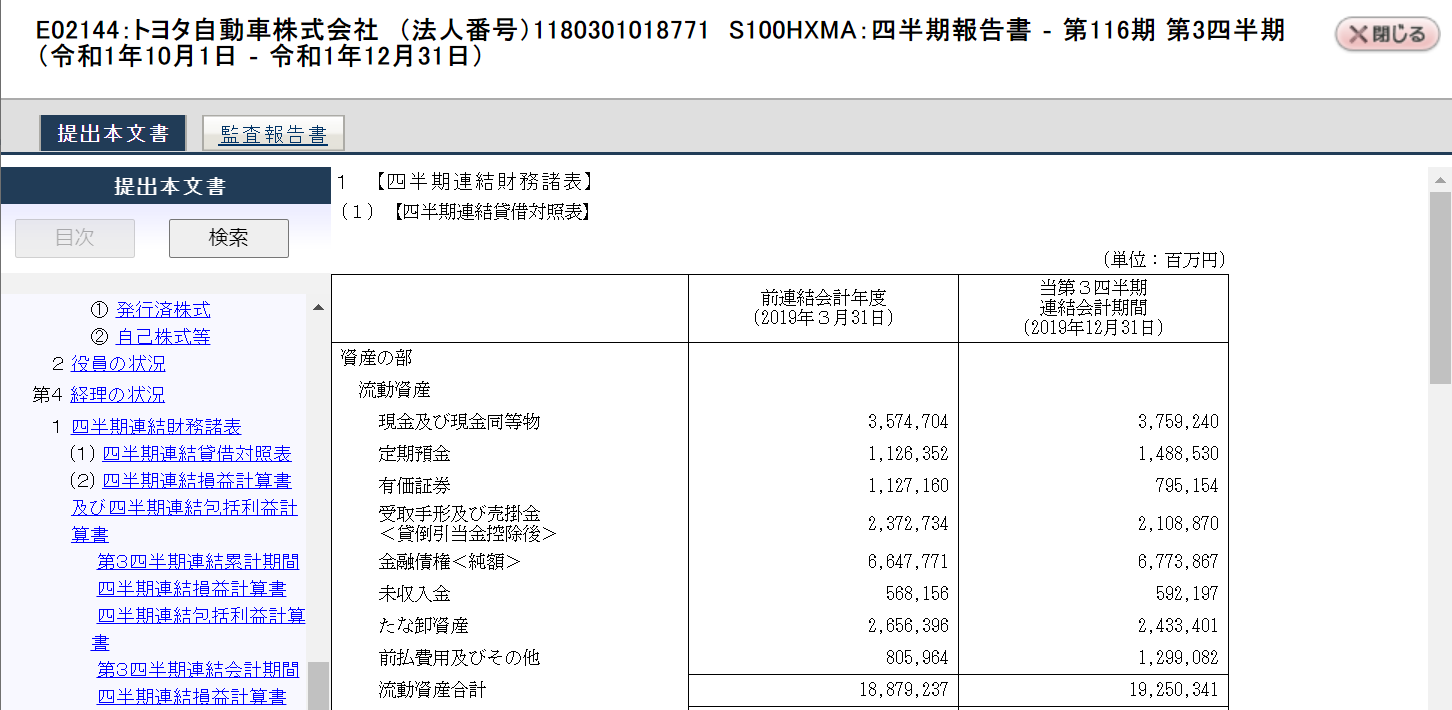 E02144:トヨタ自動車株式会社 (法人番号)1180301018771 S100HXMA:四半期報告書 - 第116期 第3四半期
(令和1年10月1日 - 令和1年12月31日)
閉じる
提出本文書 監査報告書
提出本文書
目次 検索
① 発行済株式
② 自己株式等
2 役員の状況
第4 経理の状況
1 四半期連結財務諸表
(1) 四半期連結貸借対照表
(2) 四半期連結損益計算書
及び四半期連結包括利益計
算書
第3四半期連結累計期間
四半期連結損益計算書
四半期連結包括利益計算
書
第3四半期連結会計期間
四半期連結損益計算書
1 【四半期連結財務諸表】
(1) 【四半期連結貸借対照表】
(単位:百万円)
前連結会計年度
(2019年3月31日)
当第3四半期
連結会計期間
(2019年12月31日)
資産の部
流動資産
現金及び現金同等物 3,574,704 3,759,240
定期預金 1,126,352 1,488,530
有価証券 1,127,160 795,154
受取手形及び売掛金
<貸倒引当金控除後> 2,372,734 2,108,870
金融債権<純額> 6,647,771 6,773,867
未収入金 568,156 592,197
たな卸資産 2,656,396 2,433,401
前払費用及びその他 805,964 1,299,082
流動資産合計 18,879,237 19,250,341